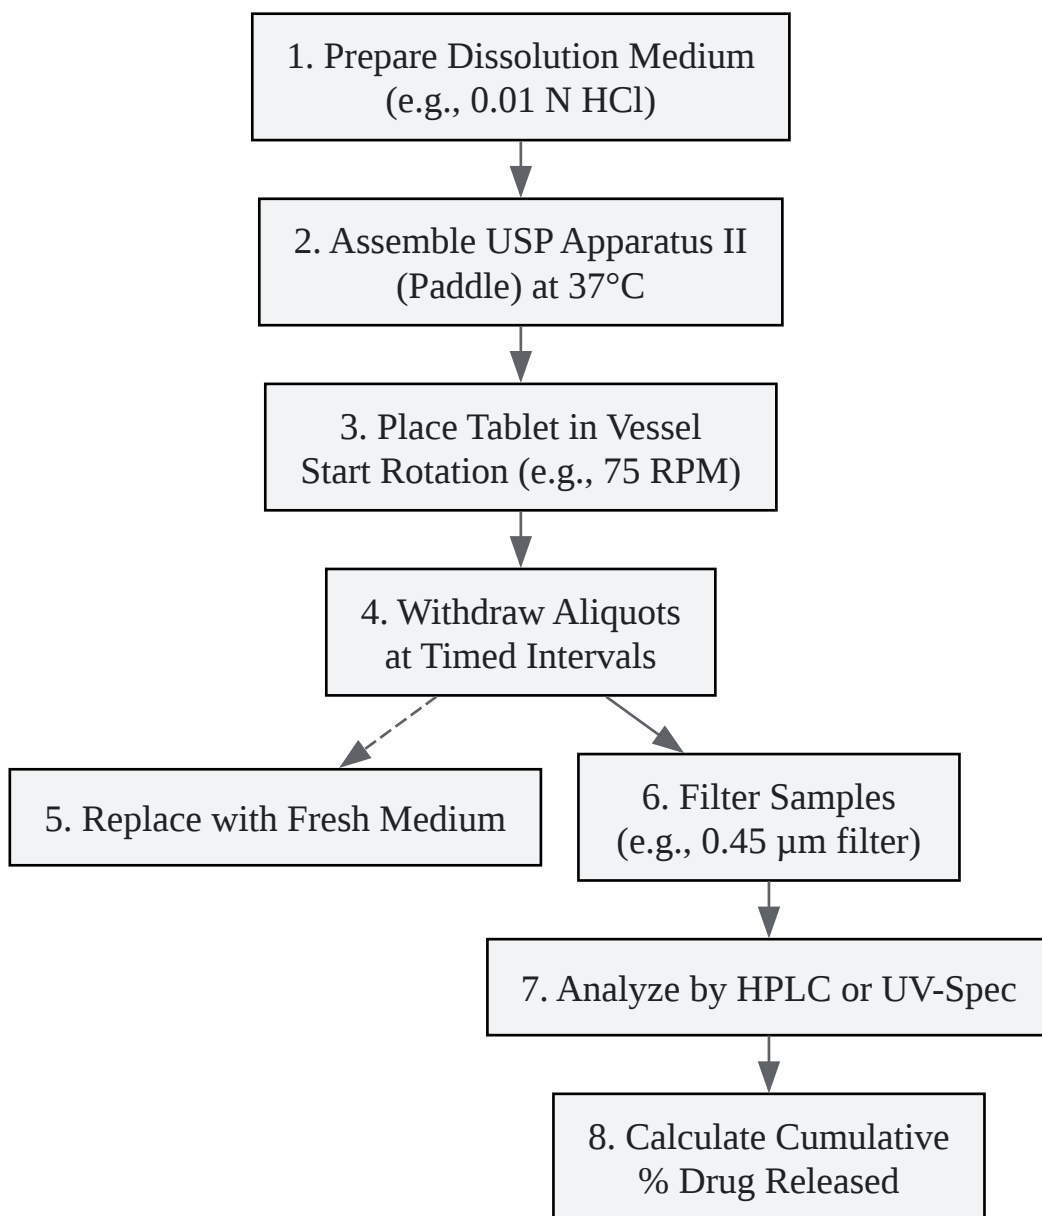 1. Prepare Dissolution Medium
(e.g., 0.01 N HCl)
2. Assemble USP Apparatus II
(Paddle) at 37°C
3. Place Tablet in Vessel
Start Rotation (e.g., 75 RPM)
4. Withdraw Aliquots
at Timed Intervals
5. Replace with Fresh Medium
6. Filter Samples
(e.g., 0.45 µm filter)
7. Analyze by HPLC or UV-Spec
8. Calculate Cumulative
% Drug Released